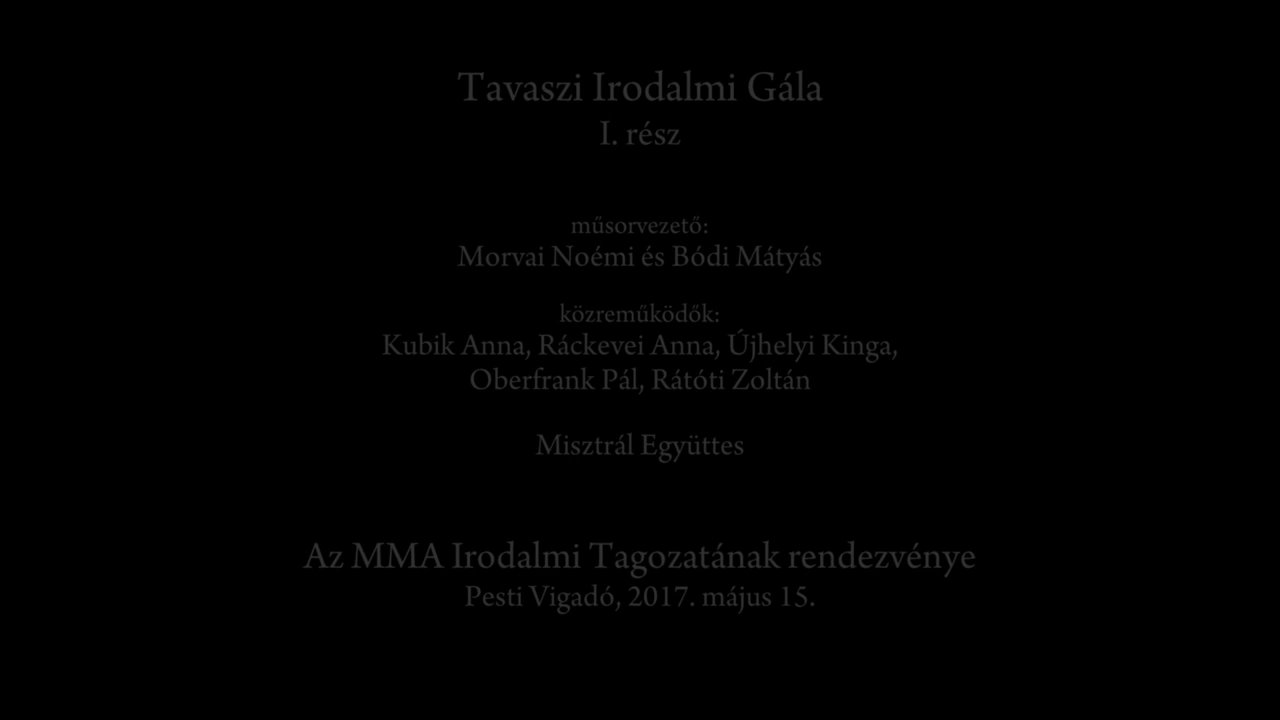 Tavaszi Irodalmi Gála
I. rész
műsorvezető:
Morvai Noémi és Bódi Mátyás
közreműködők:
Kubik Anna, Ráckevei Anna, Újhelyi Kinga,
Oberfrank Pál, Rátóti Zoltán
Misztrál Együttes
Az MMA Irodalmi Tagozatának rendezvénye
Pesti Vigadó, 2017. május 15.